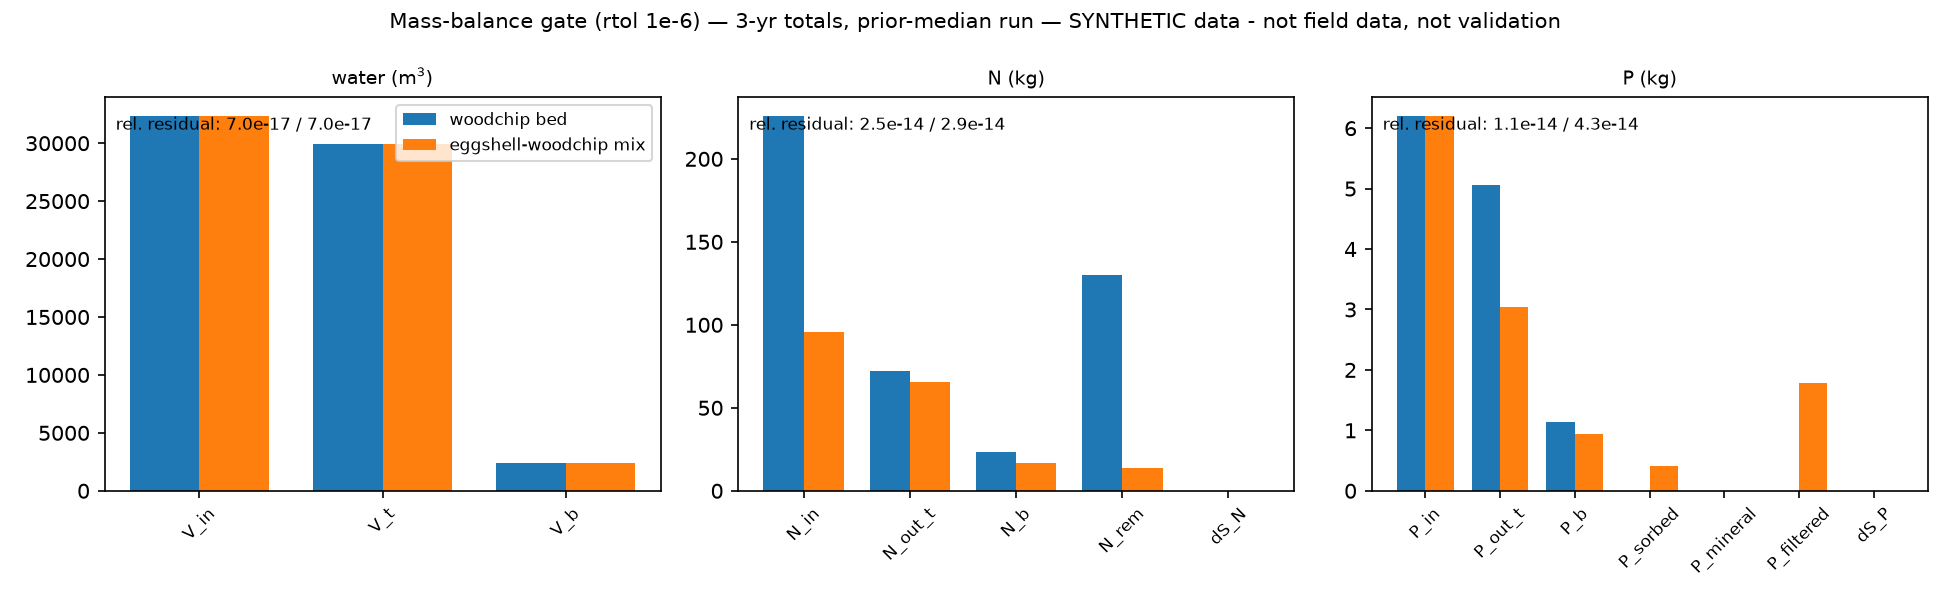 Mass-balance gate (rtol 1e-6) — 3-yr totals, prior-median run — SYNTHETIC data - not field data, not validation
water (m³)
rel. residual: 7.0e-17 / 7.0e-17
woodchip bed
eggshell-woodchip mix
30000
25000
20000
15000
10000
5000
0
V_in
V_t
V_b
N (kg)
rel. residual: 2.5e-14 / 2.9e-14
200
150
100
50
0
N_in
N_out_t
N_b
N_rem
dS_N
P (kg)
rel. residual: 1.1e-14 / 4.3e-14
6
5
4
3
2
1
0
P_in
P_out_t
P_b
P_sorbed
P_mineral
P_filtered
dS_P